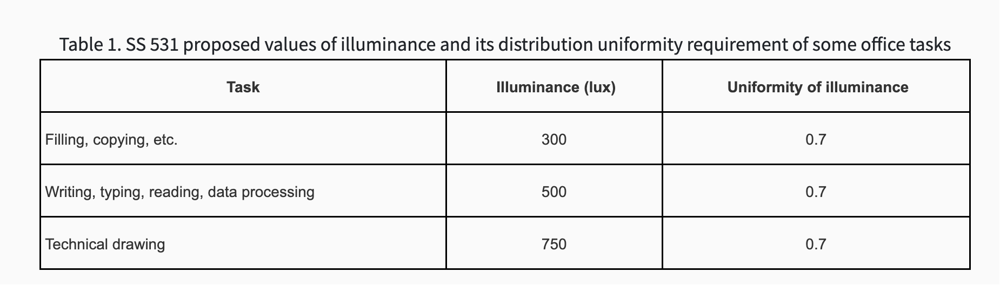 Table 1. SS 531 proposed values of illuminance and its distribution uniformity requirement of some office tasks
Task Illuminance (lux) Uniformity of illuminance
Filling, copying, etc. 300 0.7
Writing, typing, reading, data processing 500 0.7
Technical drawing 750 0.7